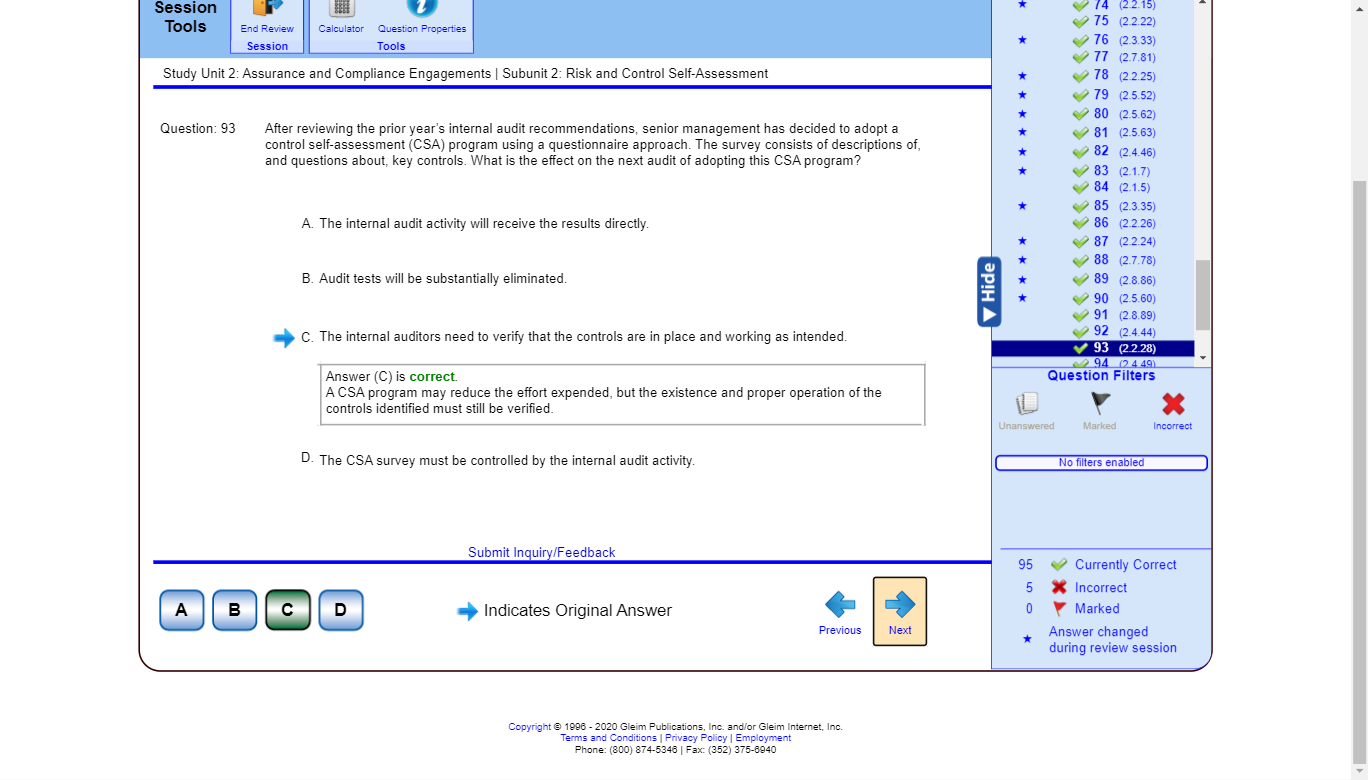 Session
Tools
End Review
Session
Calculator
Question Properties
Tools
Study Unit 2: Assurance and Compliance Engagements | Subunit 2: Risk and Control Self-Assessment
Question: 93
After reviewing the prior year's internal audit recommendations, senior management has decided to adopt a
control self-assessment (CSA) program using a questionnaire approach. The survey consists of descriptions of,
and questions about, key controls. What is the effect on the next audit of adopting this CSA program?
A. The internal audit activity will receive the results directly.
B. Audit tests will be substantially eliminated.
C. The internal auditors need to verify that the controls are in place and working as intended.
Answer (C) is correct.
A CSA program may reduce the effort expended, but the existence and proper operation of the
controls identified must still be verified.
D. The CSA survey must be controlled by the internal audit activity.
Submit Inquiry/Feedback
A B C D
Indicates Original Answer
Previous
Next
Hide
74 (2.2.15)
75 (2.2.22)
76 (2.3.33)
77 (2.7.81)
78 (2.2.25)
79 (2.5.52)
80 (2.5.62)
81 (2.5.63)
82 (2.4.46)
83 (2.1.7)
84 (2.1.5)
85 (2.3.35)
86 (2.2.26)
87 (2.2.24)
88 (2.7.78)
89 (2.8.86)
90 (2.5.60)
91 (2.8.89)
92 (2.4.44)
93 (2.2.28)
94 (2.4.49)
Question Filters
Unanswered
Marked
Incorrect
No filters enabled
95 Currently Correct
5 Incorrect
0 Marked
Answer changed
during review session
Copyright © 1996 - 2020 Gleim Publications, Inc. and/or Gleim Internet, Inc.
Terms and Conditions | Privacy Policy | Employment
Phone: (800) 874-5346 | Fax: (352) 375-6940